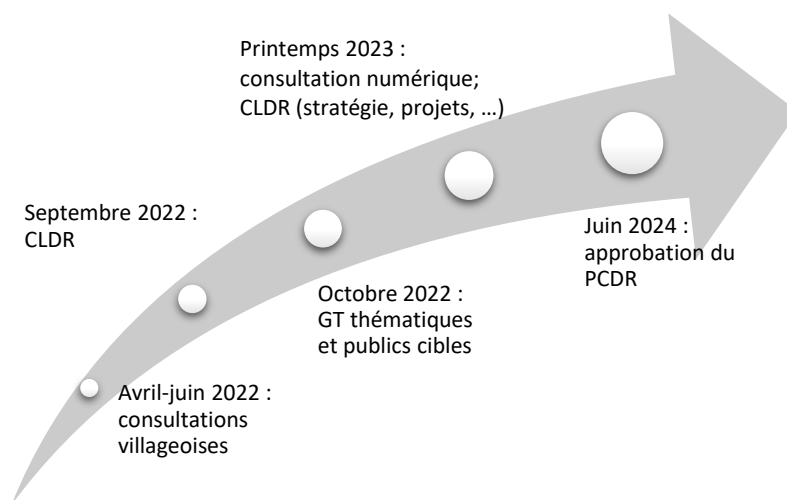 Printemps 2023 :
consultation numérique;
CLDR (stratégie, projets, …)
Septembre 2022 :
CLDR
Juin 2024 :
approbation du
PCDR
Octobre 2022 :
GT thématiques
et publics cibles
Avril-juin 2022 :
consultations
villageoises